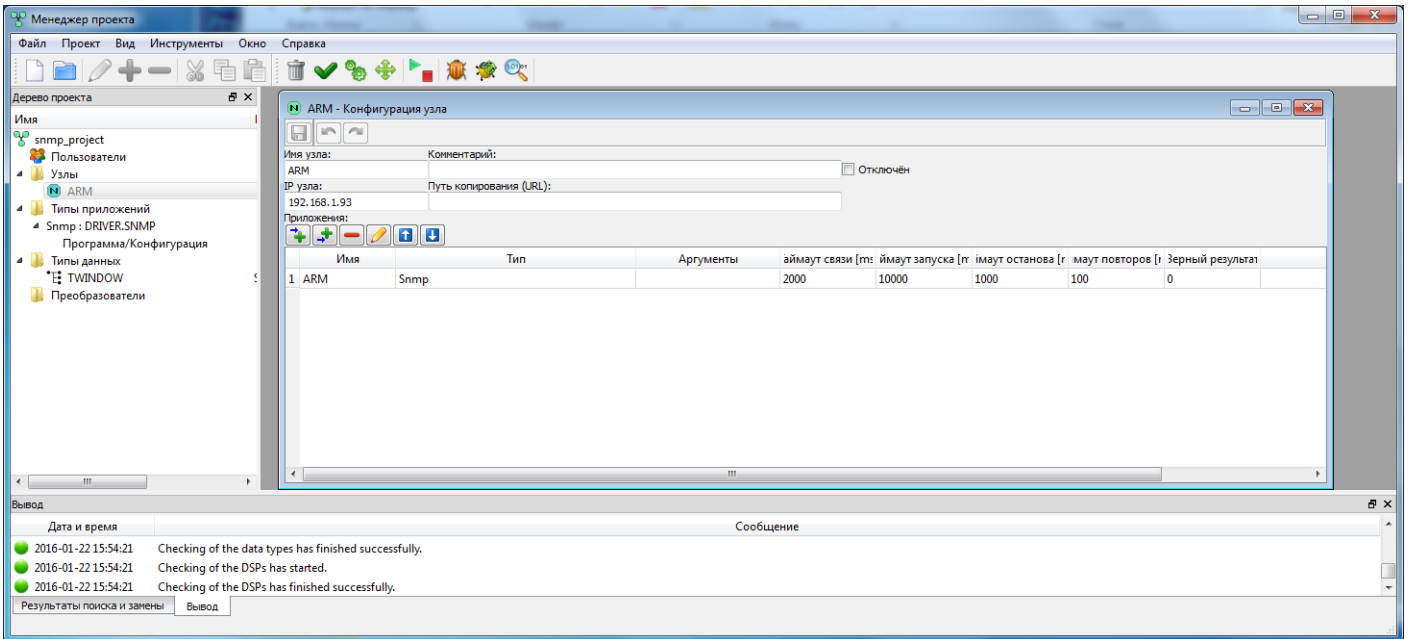 Менеджер проекта
Файл Проект Вид Инструменты Окно Справка
Дерево проекта
Имя
snmp_project
Пользователи
Узлы
ARM
Типы приложений
Snmp : DRIVER.SNMP
Программа/Конфигурация
Типы данных
TWINDOW
Преобразователи
ARM - Конфигурация узла
Имя узла: Комментарий:
ARM Отключён
IP узла: Путь копирования (URL):
192.168.1.93
Приложения:
Имя Тип Аргументы аймаут связи [ms ймаут запуска [m імаут останова [r маут повторов [r Зерный результат
1 ARM Snmp 2000 10000 1000 100 0
Вывод
Дата и время Сообщение
2016-01-22 15:54:21 Checking of the data types has finished successfully.
2016-01-22 15:54:21 Checking of the DSPs has started.
2016-01-22 15:54:21 Checking of the DSPs has finished successfully.
Результаты поиска и замены Вывод